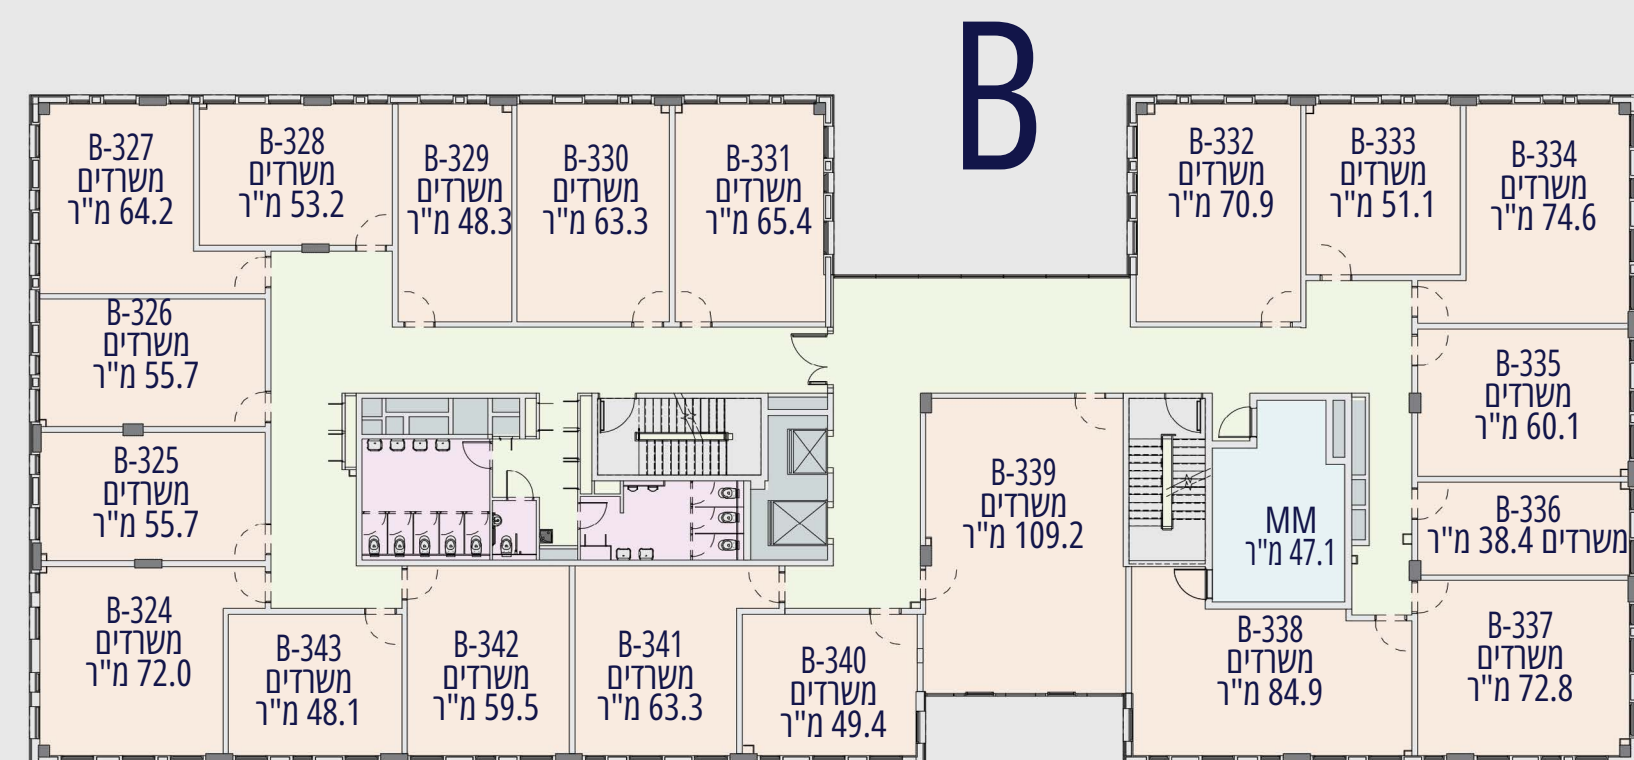 B
B-327
משרדים
64.2 מ"ר
B-328
משרדים
53.2 מ"ר
B-329
משרדים
48.3 מ"ר
B-330
משרדים
63.3 מ"ר
B-331
משרדים
65.4 מ"ר
B-332
משרדים
70.9 מ"ר
B-333
משרדים
51.1 מ"ר
B-334
משרדים
74.6 מ"ר
B-326
משרדים
55.7 מ"ר
B-335
משרדים
60.1 מ"ר
B-325
משרדים
55.7 מ"ר
B-339
משרדים
109.2 מ"ר
MM
47.1 מ"ר
B-336
משרדים 38.4 מ"ר
B-324
משרדים
72.0 מ"ר
B-343
משרדים
48.1 מ"ר
B-342
משרדים
59.5 מ"ר
B-341
משרדים
63.3 מ"ר
B-340
משרדים
49.4 מ"ר
B-338
משרדים
84.9 מ"ר
B-337
משרדים
72.8 מ"ר